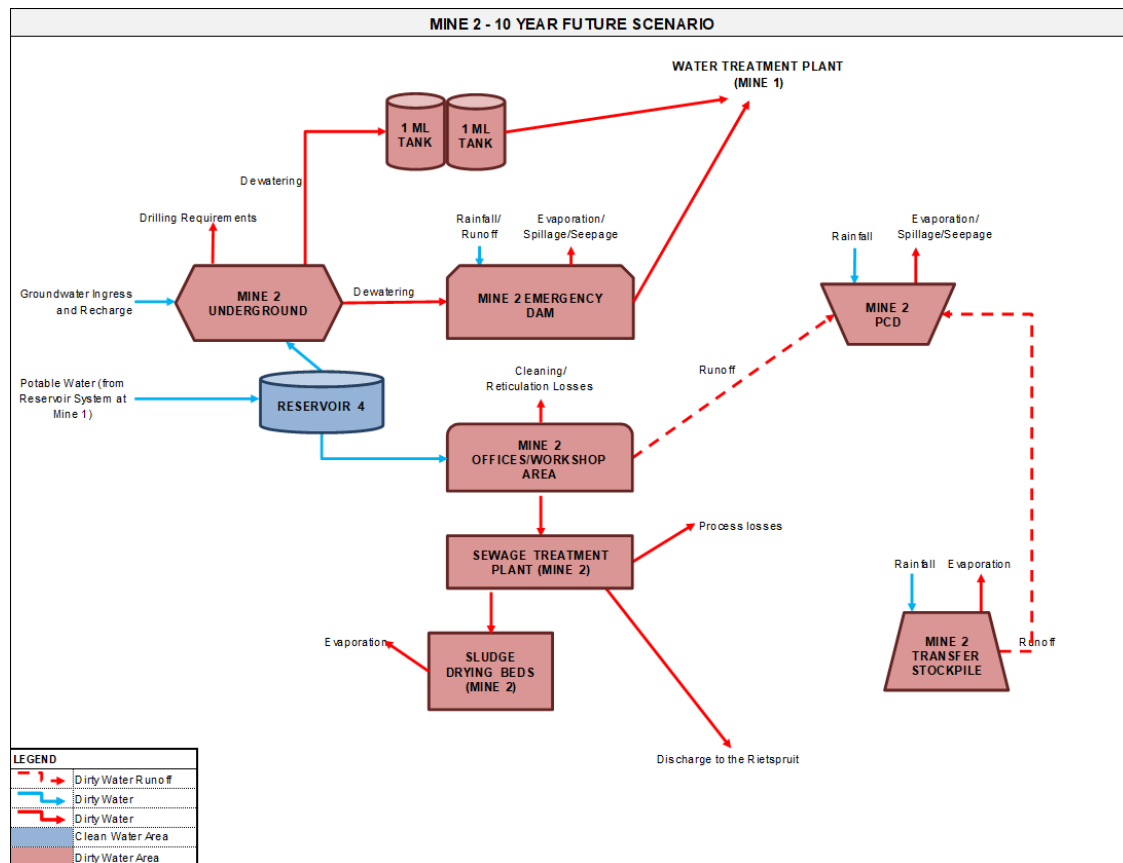 MINE 2 - 10 YEAR FUTURE SCENARIO
WATER TREATMENT PLANT
(MINE 1)
1 ML
TANK
1 ML
TANK
Dewatering
Drilling Requirements
Rainfall/
Runoff
Evaporation/
Spillage/Seepage
Rainfall
Evaporation/
Spillage/Seepage
Groundwater Ingress
and Recharge
MINE 2
UNDERGROUND
Dewatering
MINE 2 EMERGENCY
DAM
MINE 2
PCD
Potable Water (from
Reservoir System at
Mine 1)
RESERVOIR 4
Cleaning/
Reticulation Losses
Runoff
MINE 2
OFFICES/WORKSHOP
AREA
Process losses
SEWAGE TREATMENT
PLANT (MINE 2)
Rainfall
Evaporation
Evaporation
SLUDGE
DRYING BEDS
(MINE 2)
MINE 2
TRANSFER
STOCKPILE
Runoff
Discharge to the Rietspruit
LEGEND
Dirty Water Runoff
Dirty Water
Dirty Water
Clean Water Area
Dirty Water Area